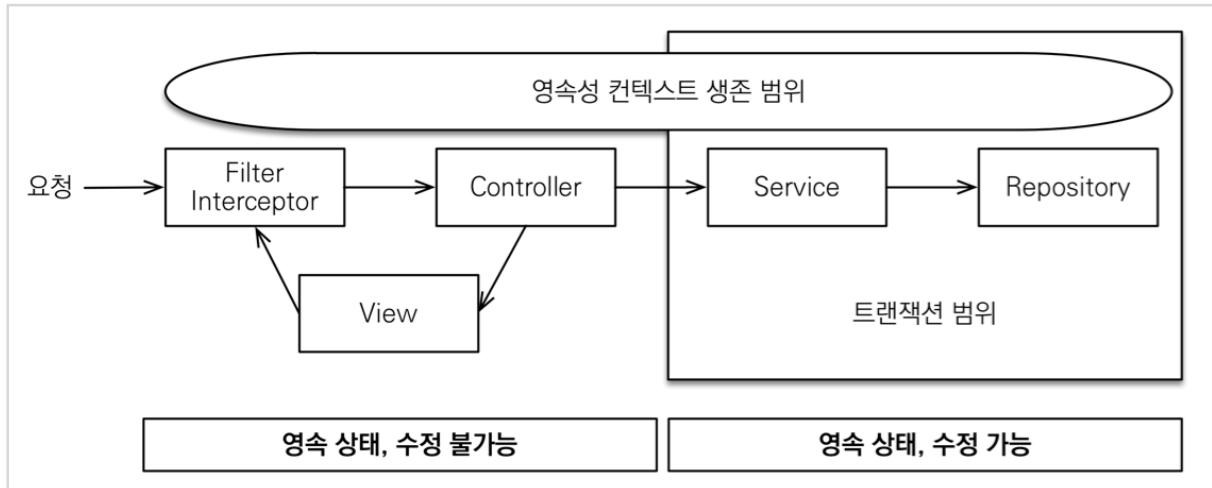 영속성 컨텍스트 생존 범위
요청
Filter
Interceptor
Controller
Service
Repository
View
트랜잭션 범위
영속 상태, 수정 불가능
영속 상태, 수정 가능